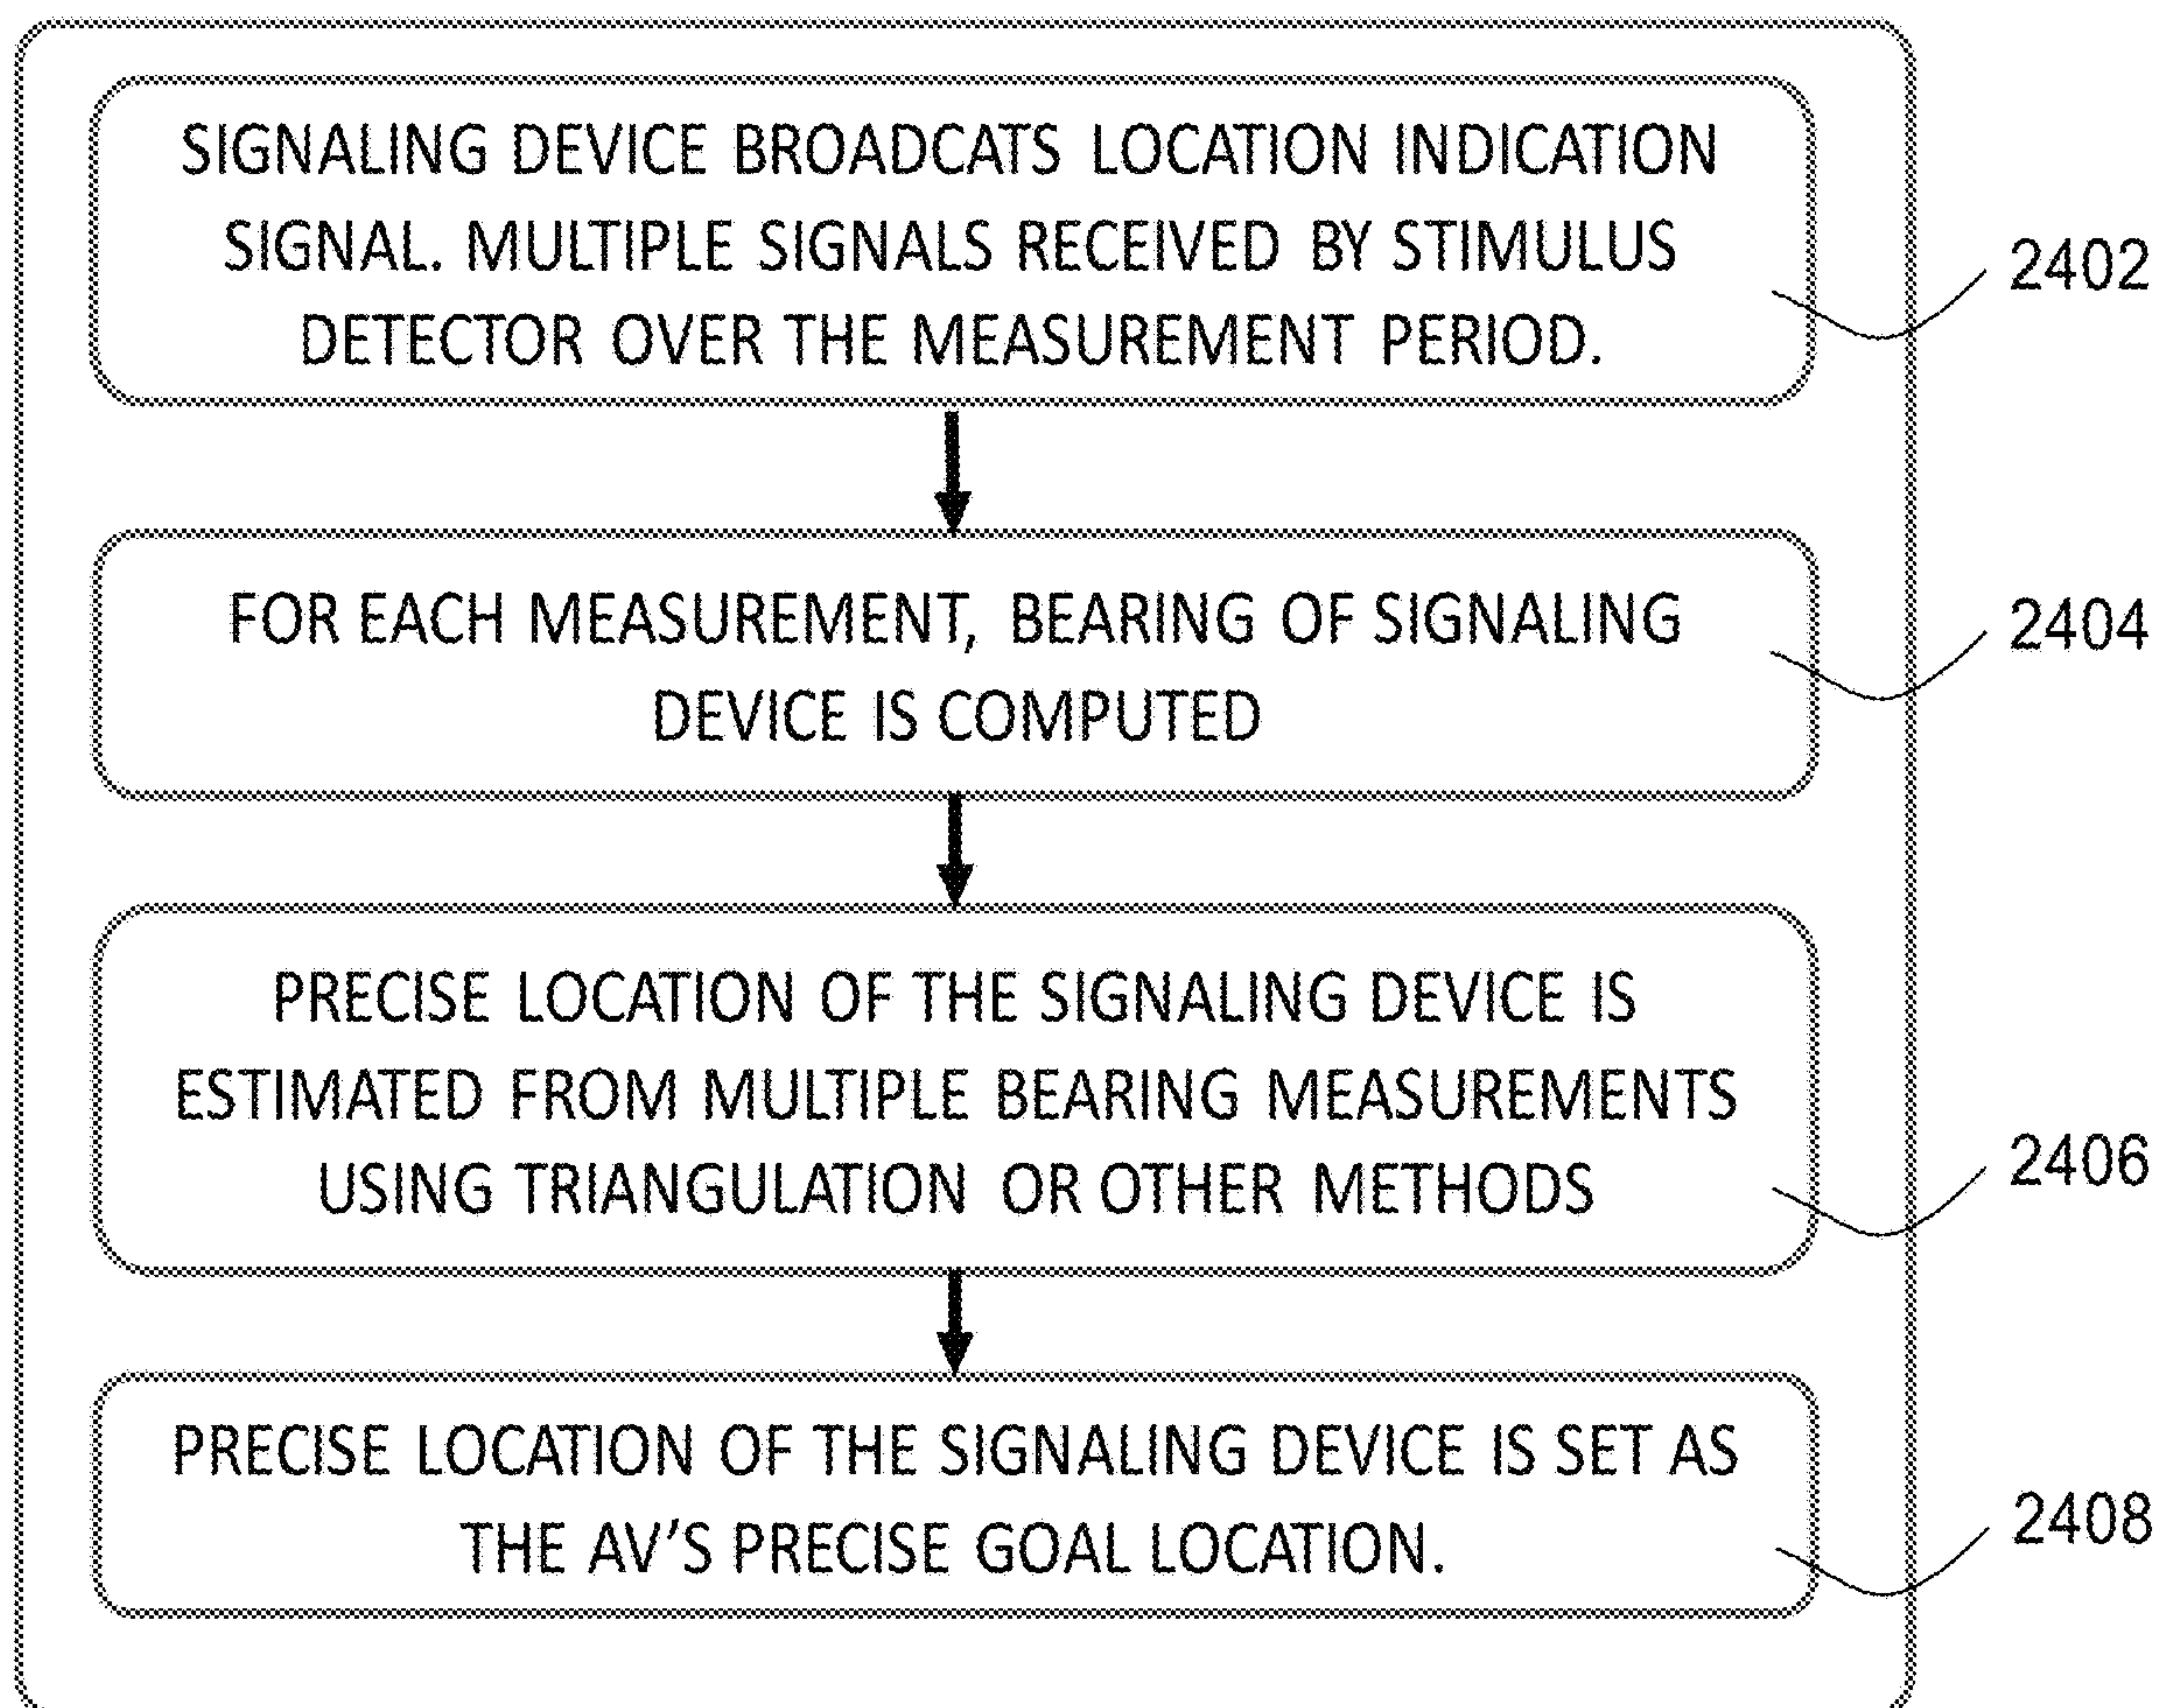 SIGNALING DEVICE BROADCATS LOCATION INDICATION
SIGNAL. MULTIPLE SIGNALS RECEIVED BY STIMULUS
DETECTOR OVER THE MEASUREMENT PERIOD.
2402
FOR EACH MEASUREMENT, BEARING OF SIGNALING
DEVICE IS COMPUTED
2404
PRECISE LOCATION OF THE SIGNALING DEVICE IS
ESTIMATED FROM MULTIPLE BEARING MEASUREMENTS
USING TRIANGULATION OR OTHER METHODS
2406
PRECISE LOCATION OF THE SIGNALING DEVICE IS SET AS
THE AV'S PRECISE GOAL LOCATION.
2408